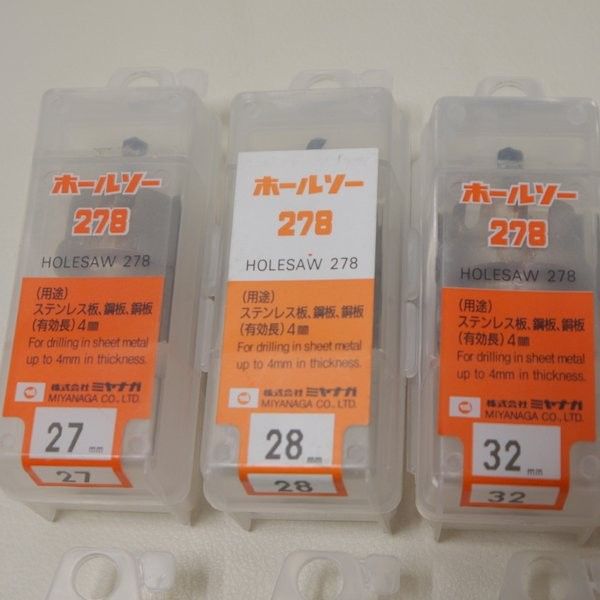 ホールソー
278
HOLESAW 278
(用途)
ステンレス板、鋼板、銅板
(有効長)4㎜
For drilling in sheet metal
up to 4mm in thickness.
株式会社 ミヤナガ
MIYANAGA CO., LTD.
27 mm
27
ホールソー
278
HOLESAW 278
(用途)
ステンレス板、鋼板、銅板
(有効長)4㎜
For drilling in sheet metal
up to 4mm in thickness.
株式会社 ミヤナガ
MIYANAGA CO., LTD.
28 mm
28
ホールソー
278
HOLESAW 278
(用途)
ステンレス板、鋼板、銅板
(有効長)4㎜
For drilling in sheet metal
up to 4mm in thickness.
株式会社 ミヤナガ
MIYANAGA CO., LTD.
32 mm
32